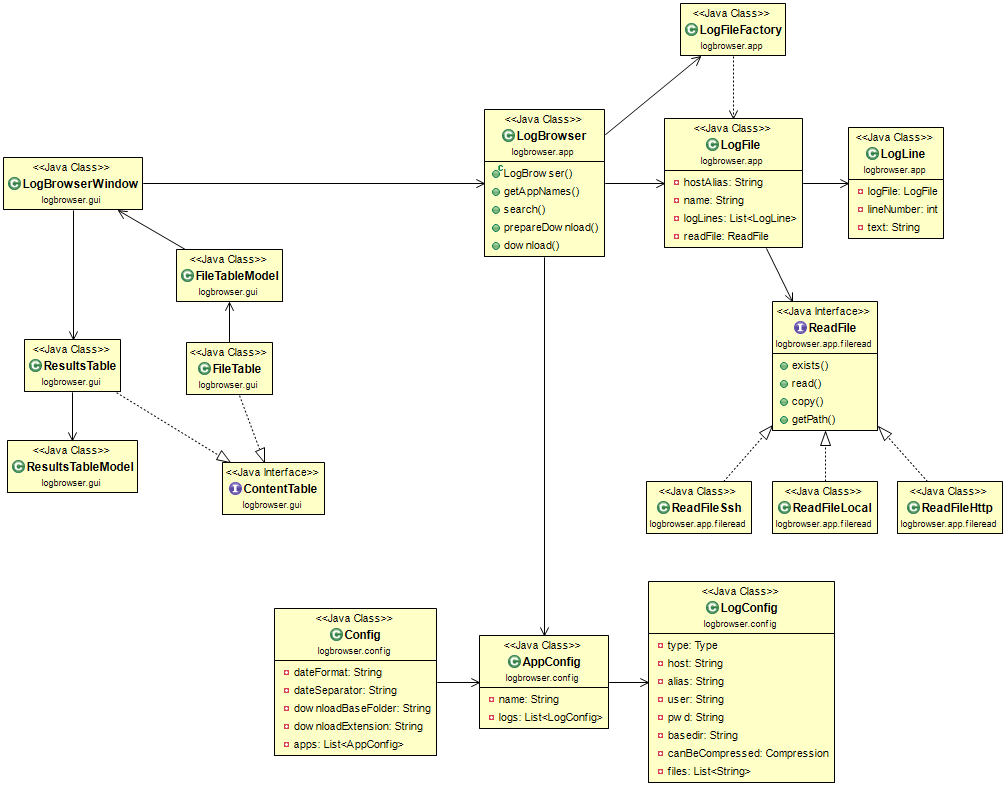 <<Java Class>>
LogFileFactory
logbrowser.app
<<Java Class>>
LogBrowser
logbrowser.app
LogBrowser()
getAppNames()
search()
prepareDownload()
download()
<<Java Class>>
LogFile
logbrowser.app
hostAlias: String
name: String
logLines: List<LogLine>
readFile: ReadFile
<<Java Class>>
LogLine
logbrowser.app
logFile: LogFile
lineNumber: int
text: String
<<Java Class>>
LogBrowserWindow
logbrowser.gui
<<Java Class>>
FileTableModel
logbrowser.gui
<<Java Class>>
ResultsTable
logbrowser.gui
<<Java Class>>
FileTable
logbrowser.gui
<<Java Class>>
ResultsTableModel
logbrowser.gui
<<Java Interface>>
ContentTable
logbrowser.gui
<<Java Interface>>
ReadFile
logbrowser.app.fileread
exists()
read()
copy()
getPath()
<<Java Class>>
ReadFileSsh
logbrowser.app.fileread
<<Java Class>>
ReadFileLocal
logbrowser.app.fileread
<<Java Class>>
ReadFileHttp
logbrowser.app.fileread
<<Java Class>>
Config
logbrowser.config
dateFormat: String
dateSeparator: String
downloadBaseFolder: String
downloadExtension: String
apps: List<AppConfig>
<<Java Class>>
AppConfig
logbrowser.config
name: String
logs: List<LogConfig>
<<Java Class>>
LogConfig
logbrowser.config
type: Type
host: String
alias: String
user: String
pwd: String
basedir: String
canBeCompressed: Compression
files: List<String>